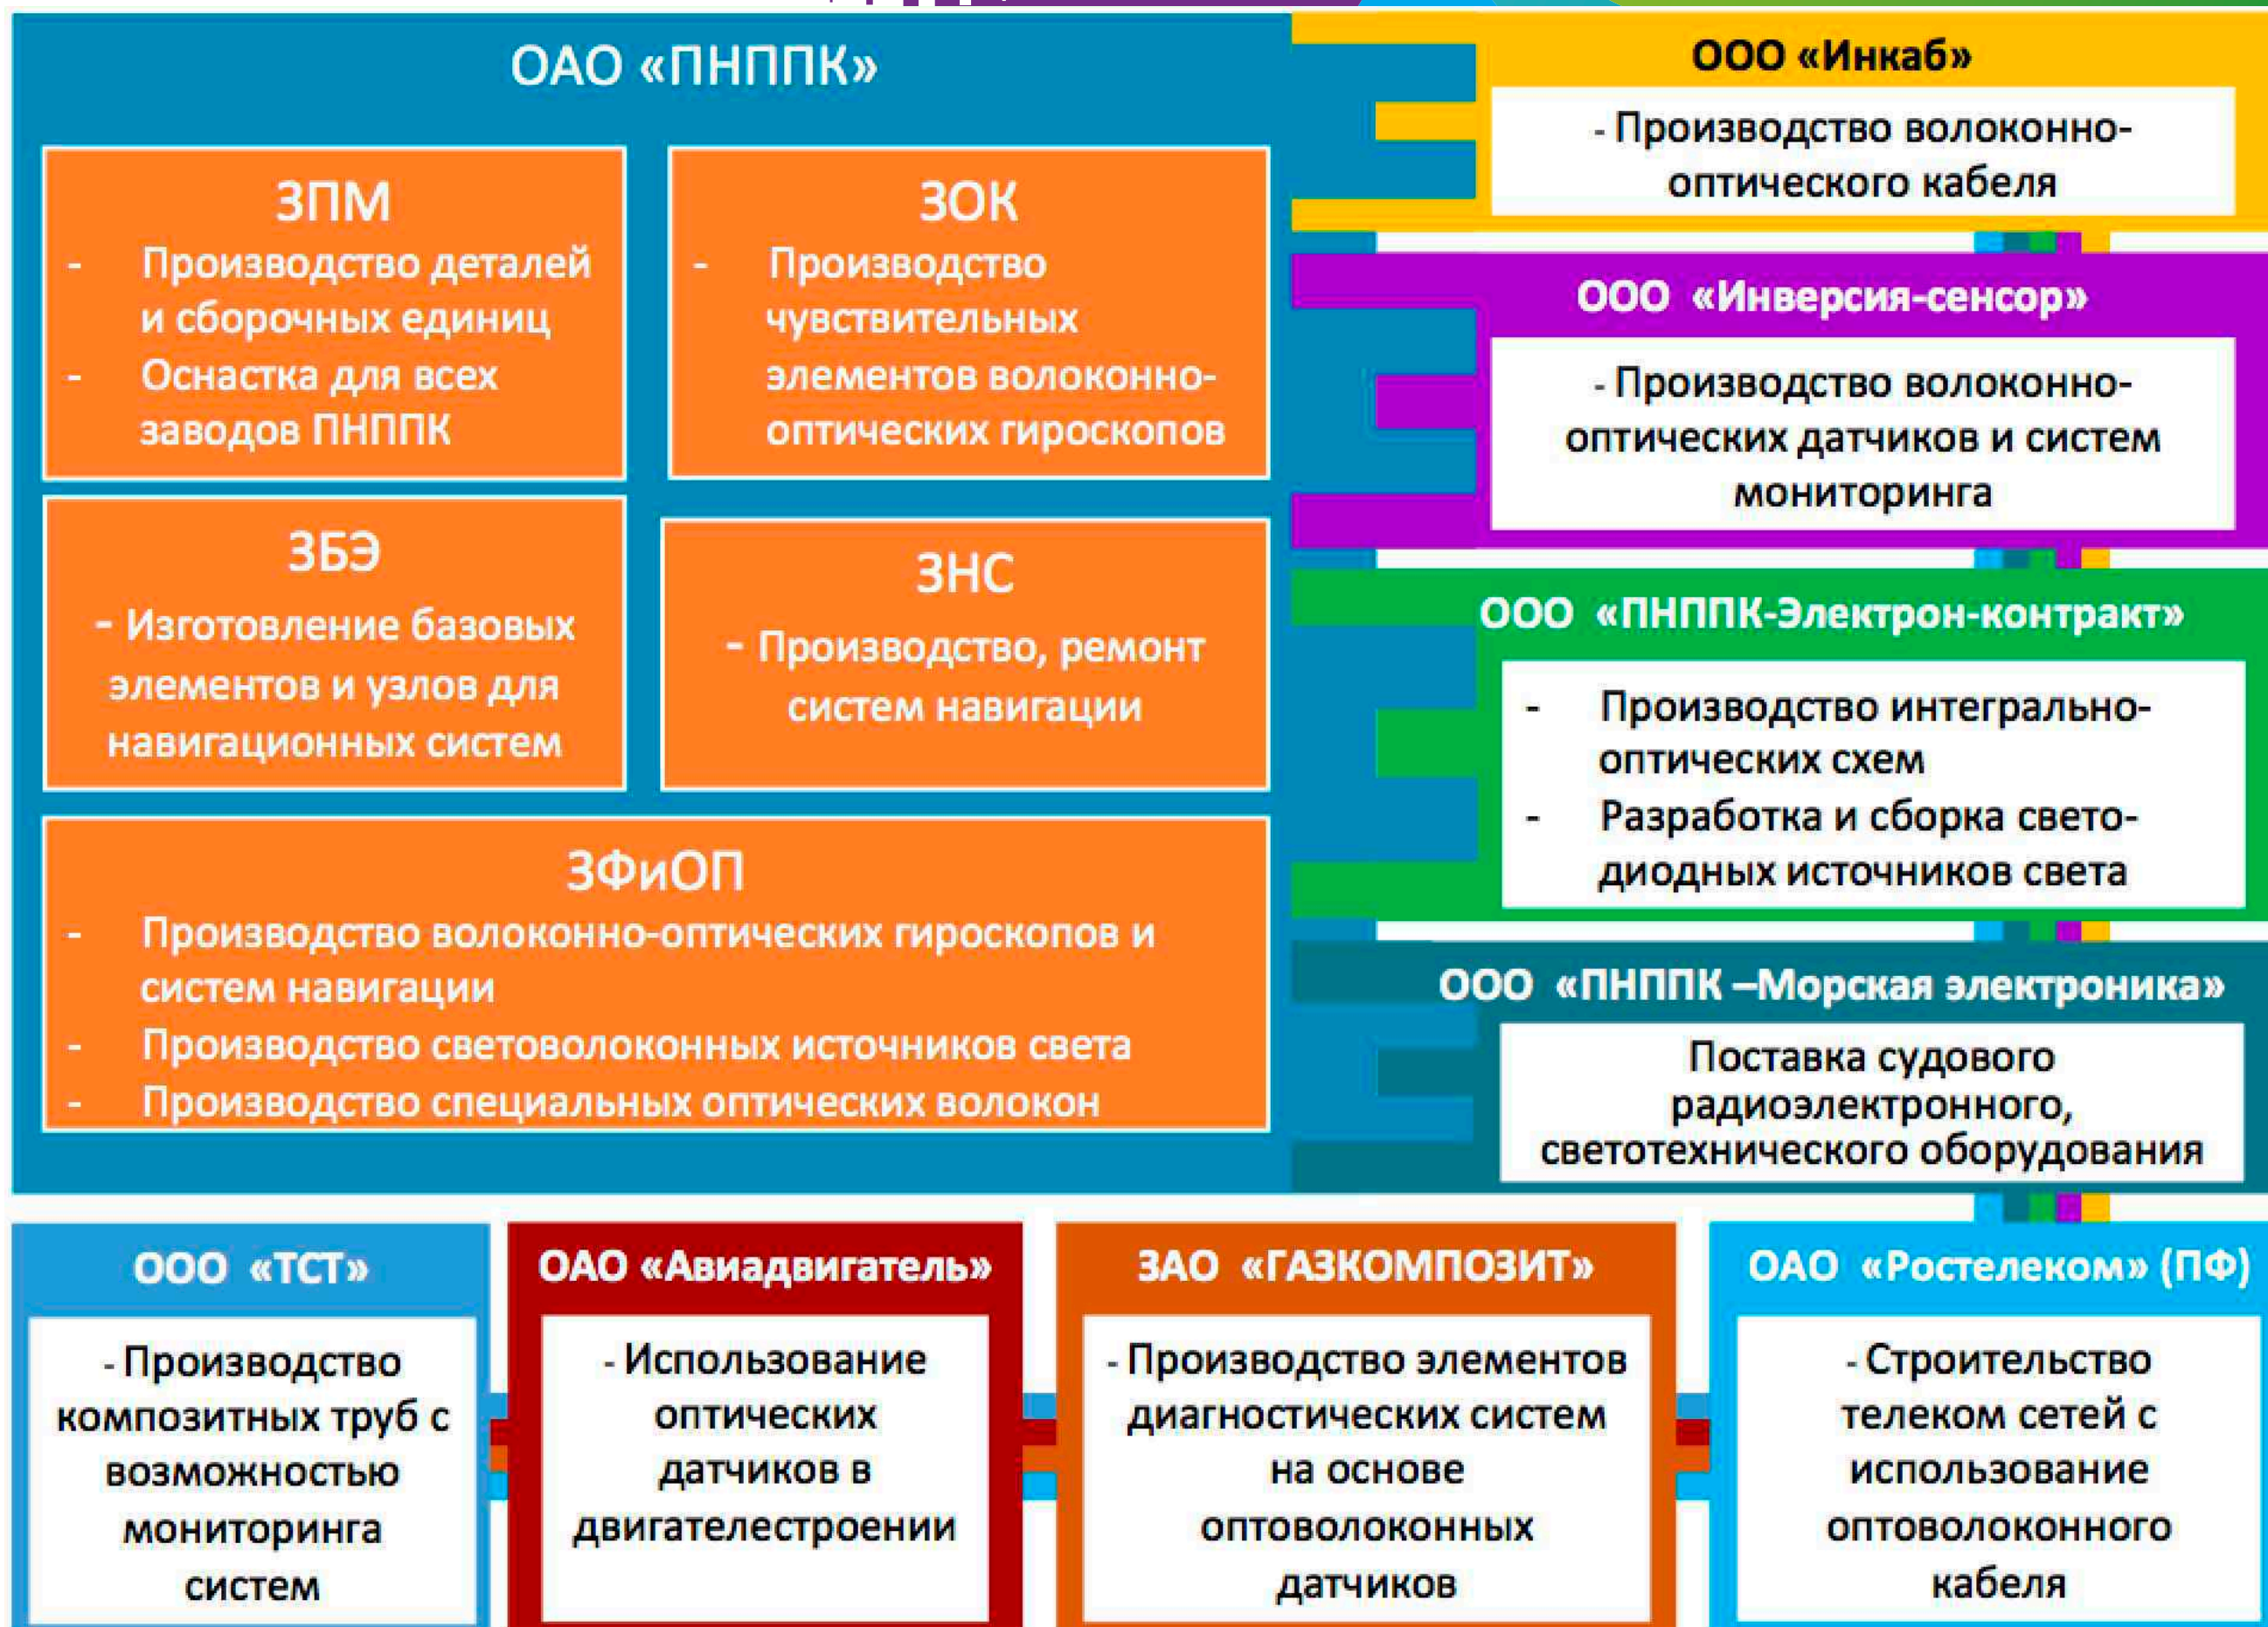 ОАО «ПНППК»
ЗПМ
- Производство деталей
и сборочных единиц
- Оснастка для всех
заводов ПНППК
ЗОК
- Производство
чувствительных
элементов волоконно-
оптических гироскопов
ЗБЭ
- Изготовление базовых
элементов и узлов для
навигационных систем
ЗНС
- Производство, ремонт
систем навигации
ЗФиОП
- Производство волоконно-оптических гироскопов и
систем навигации
- Производство световолоконных источников света
- Производство специальных оптических волокон
ООО «Инкаб»
- Производство волоконно-
оптического кабеля
ООО «Инверсия-сенсор»
- Производство волоконно-
оптических датчиков и систем
мониторинга
ООО «ПНППК-Электрон-контракт»
- Производство интегрально-
оптических схем
- Разработка и сборка свето-
диодных источников света
ООО «ПНППК –Морская электроника»
Поставка судового
радиоэлектронного,
светотехнического оборудования
ООО «ТСТ»
- Производство
композитных труб с
возможностью
мониторинга
систем
ОАО «Авиадвигатель»
- Использование
оптических
датчиков в
двигателестроении
ЗАО «ГАЗКОМПОЗИТ»
- Производство элементов
диагностических систем
на основе
оптоволоконных
датчиков
ОАО «Ростелеком» (ПФ)
- Строительство
телеком сетей с
использование
оптоволоконного
кабеля